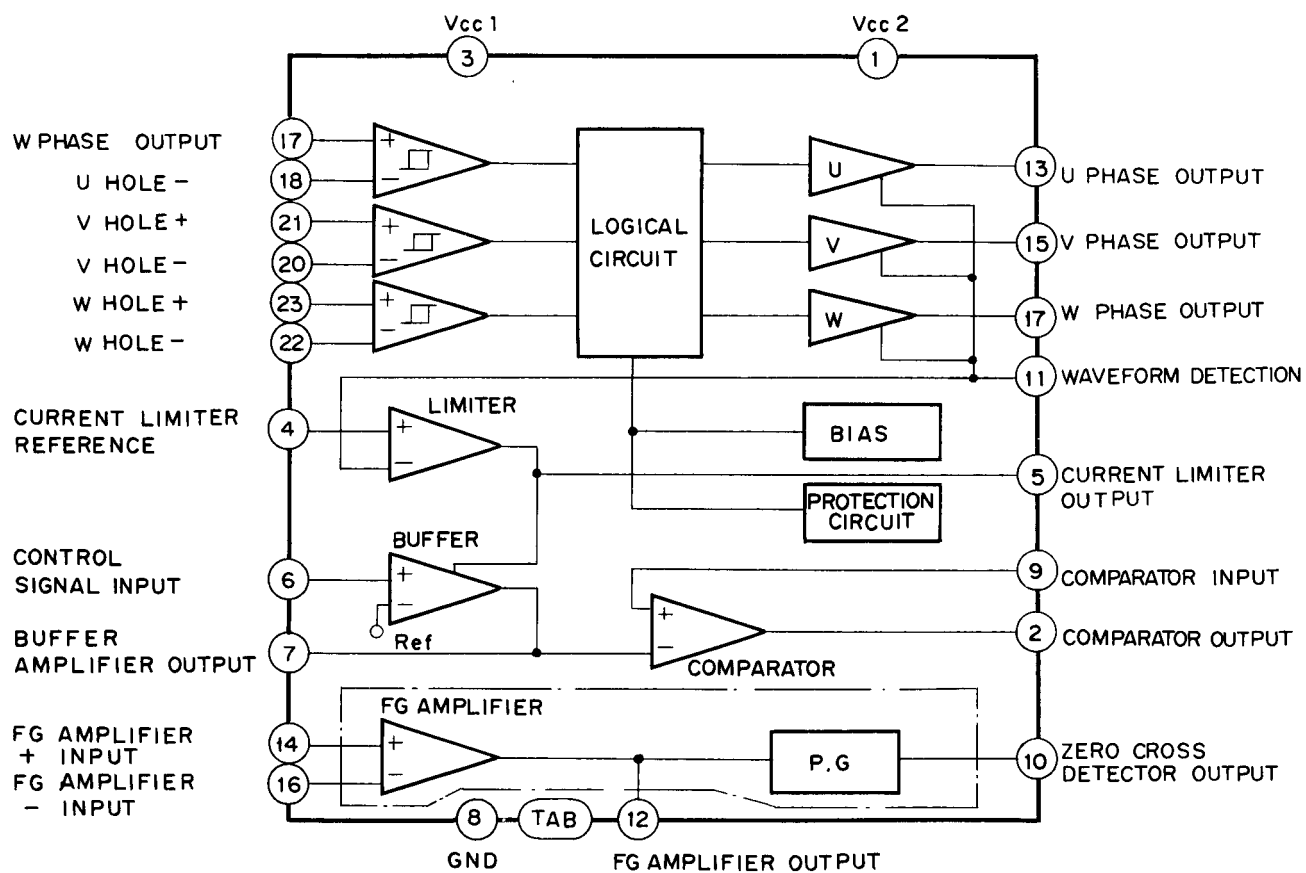 Vcc 1
Vcc 2
3
1
W PHASE OUTPUT
17
U HOLE -
18
V HOLE +
21
V HOLE -
20
W HOLE +
23
W HOLE -
22
+
-
+
-
+
-
LOGICAL
CIRCUIT
U
V
W
13
U PHASE OUTPUT
15
V PHASE OUTPUT
17
W PHASE OUTPUT
11
WAVEFORM DETECTION
CURRENT LIMITER
REFERENCE
4
LIMITER
+
-
BIAS
PROTECTION
CIRCUIT
5
CURRENT LIMITER
OUTPUT
CONTROL
SIGNAL INPUT
6
BUFFER
+
-
Ref
9
COMPARATOR INPUT
BUFFER
AMPLIFIER OUTPUT
7
+
-
COMPARATOR
2
COMPARATOR OUTPUT
FG AMPLIFIER
+ INPUT
14
FG AMPLIFIER
- INPUT
16
FG AMPLIFIER
+
-
P.G
10
ZERO CROSS
DETECTOR OUTPUT
8
TAB
12
GND
FG AMPLIFIER OUTPUT